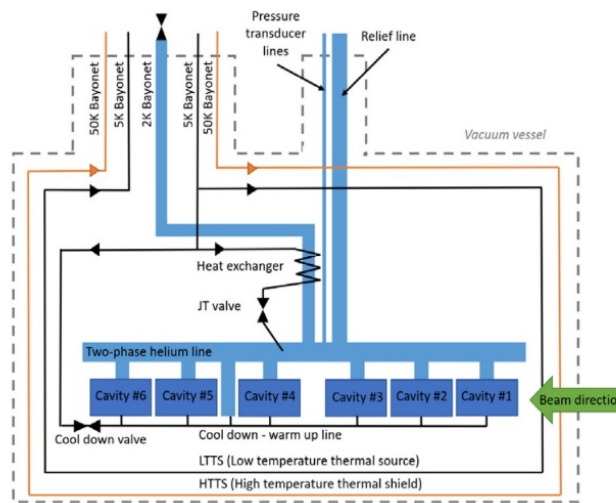 Pressure
transducer
lines
Relief line
50K Bayonet
5K Bayonet
2K Bayonet
5K Bayonet
50K Bayonet
Vacuum vessel
Heat exchanger
JT valve
Two-phase helium line
Cavity #6
Cavity #5
Cavity #4
Cavity #3
Cavity #2
Cavity #1
Beam direction
Cool down valve
Cool down - warm up line
LTTS (Low temperature thermal source)
HTTS (High temperature thermal shield)